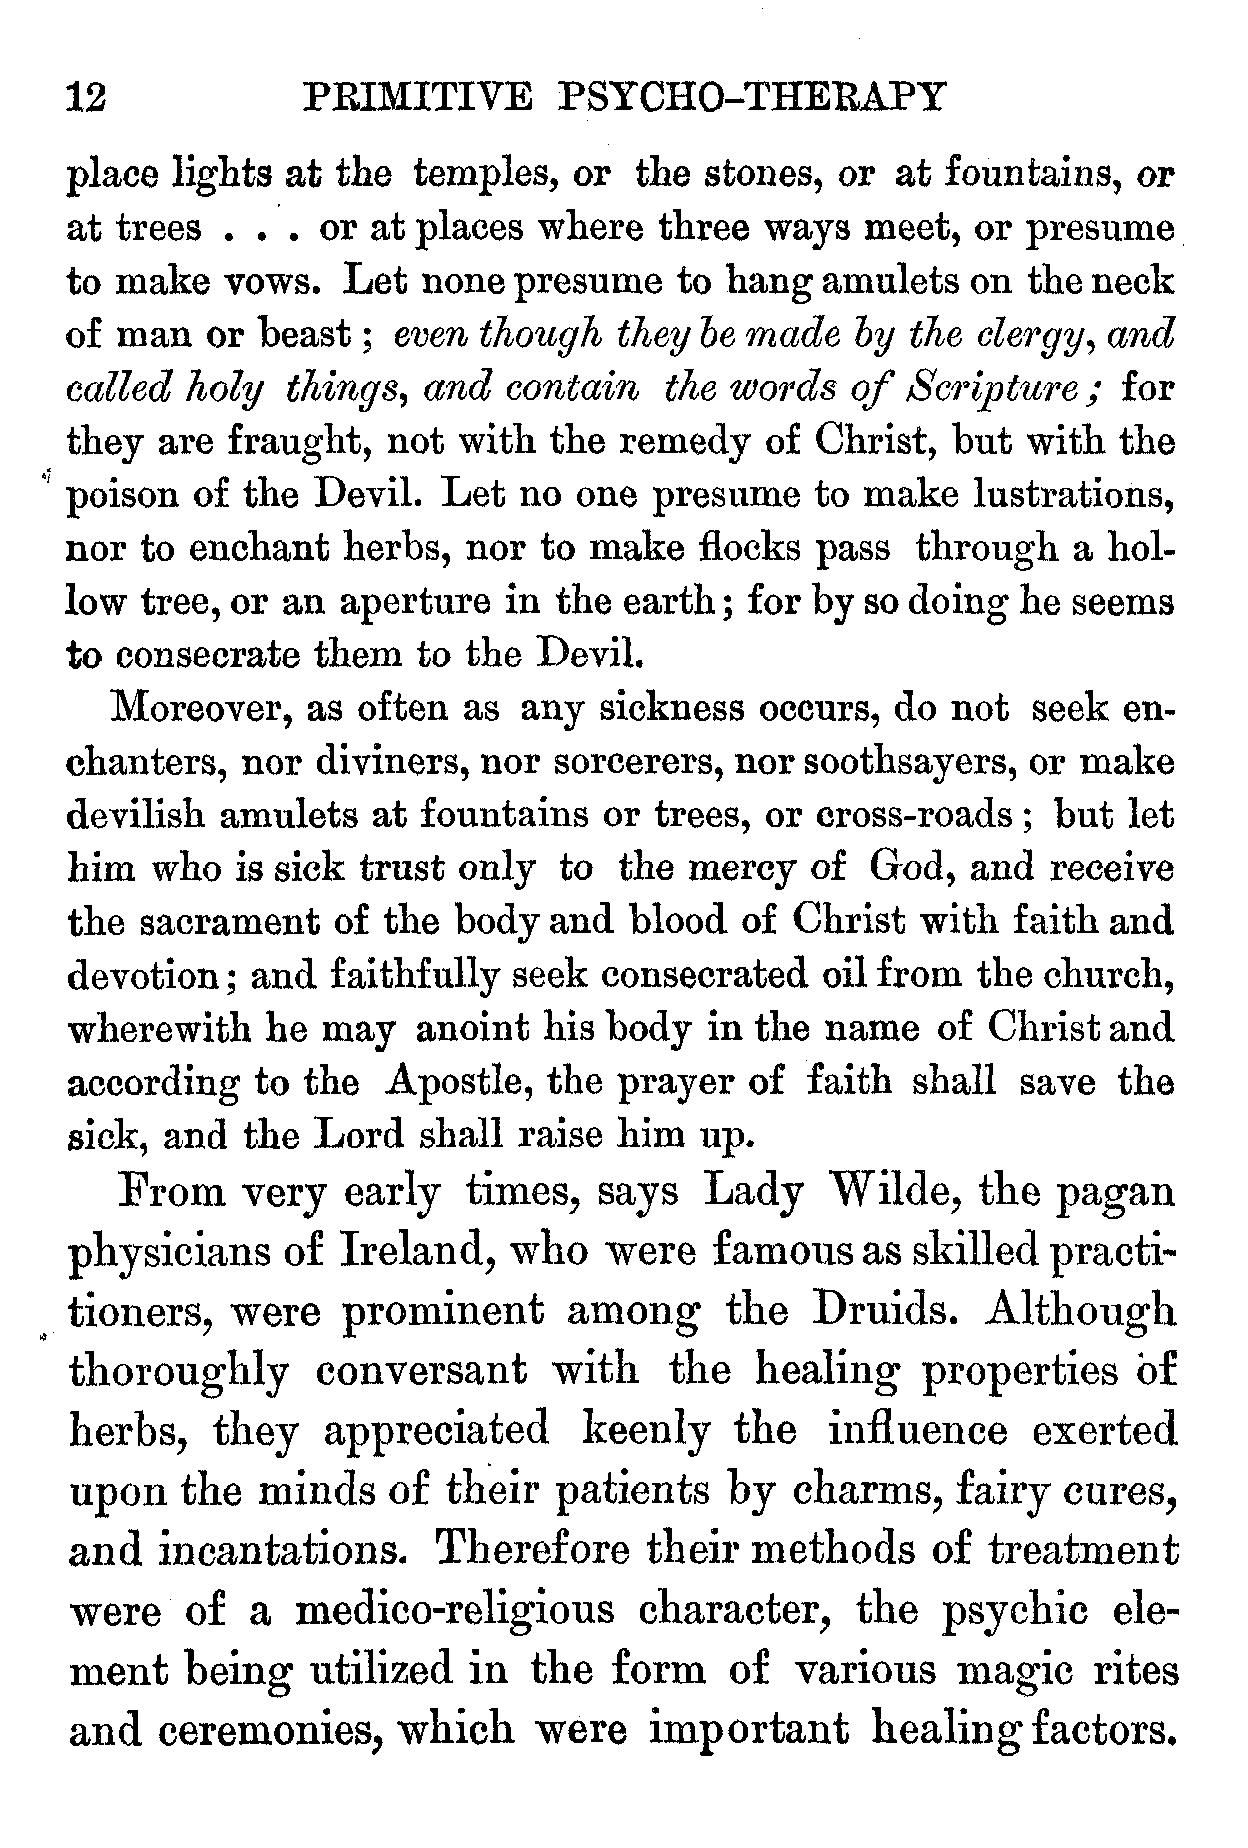 12 PRIMITIVE PSYCHO-THERAPY
place lights at the temples, or the stones, or at fountains, or
at trees . . . or at places where three ways meet, or presume
to make vows. Let none presume to hang amulets on the neck
of man or beast ; even though they be made by the clergy, and
called holy things, and contain the words of Scripture ; for
they are fraught, not with the remedy of Christ, but with the
poison of the Devil. Let no one presume to make lustrations,
nor to enchant herbs, nor to make flocks pass through a hol-
low tree, or an aperture in the earth; for by so doing he seems
to consecrate them to the Devil.
Moreover, as often as any sickness occurs, do not seek en-
chanters, nor diviners, nor sorcerers, nor soothsayers, or make
devilish amulets at fountains or trees, or cross-roads ; but let
him who is sick trust only to the mercy of God, and receive
the sacrament of the body and blood of Christ with faith and
devotion; and faithfully seek consecrated oil from the church,
wherewith he may anoint his body in the name of Christ and
according to the Apostle, the prayer of faith shall save the
sick, and the Lord shall raise him up.
From very early times, says Lady Wilde, the pagan
physicians of Ireland, who were famous as skilled practi-
tioners, were prominent among the Druids. Although
thoroughly conversant with the healing properties of
herbs, they appreciated keenly the influence exerted
upon the minds of their patients by charms, fairy cures,
and incantations. Therefore their methods of treatment
were of a medico-religious character, the psychic ele-
ment being utilized in the form of various magic rites
and ceremonies, which were important healing factors.